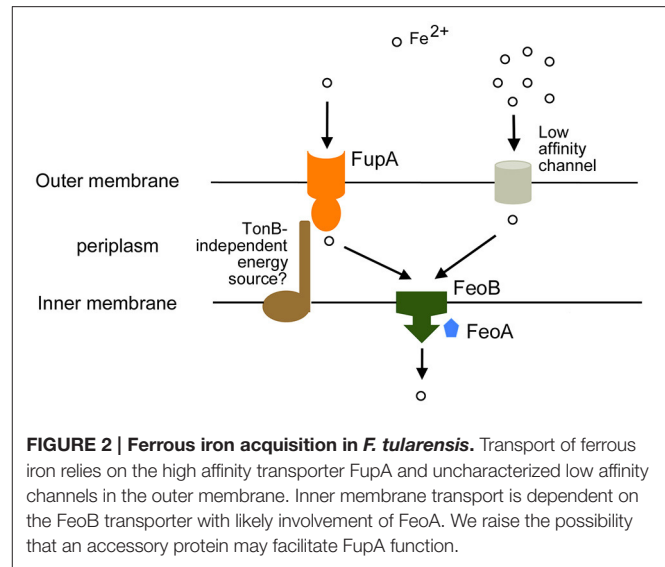 Fe2+
Low
affinity
channel
FupA
Outer membrane
TonB-
independent
energy
source?
periplasm
FeoB
Inner membrane
FeoA
FIGURE 2 | Ferrous iron acquisition in F. tularensis. Transport of ferrous
iron relies on the high affinity transporter FupA and uncharacterized low affinity
channels in the outer membrane. Inner membrane transport is dependent on
the FeoB transporter with likely involvement of FeoA. We raise the possibility
that an accessory protein may facilitate FupA function.